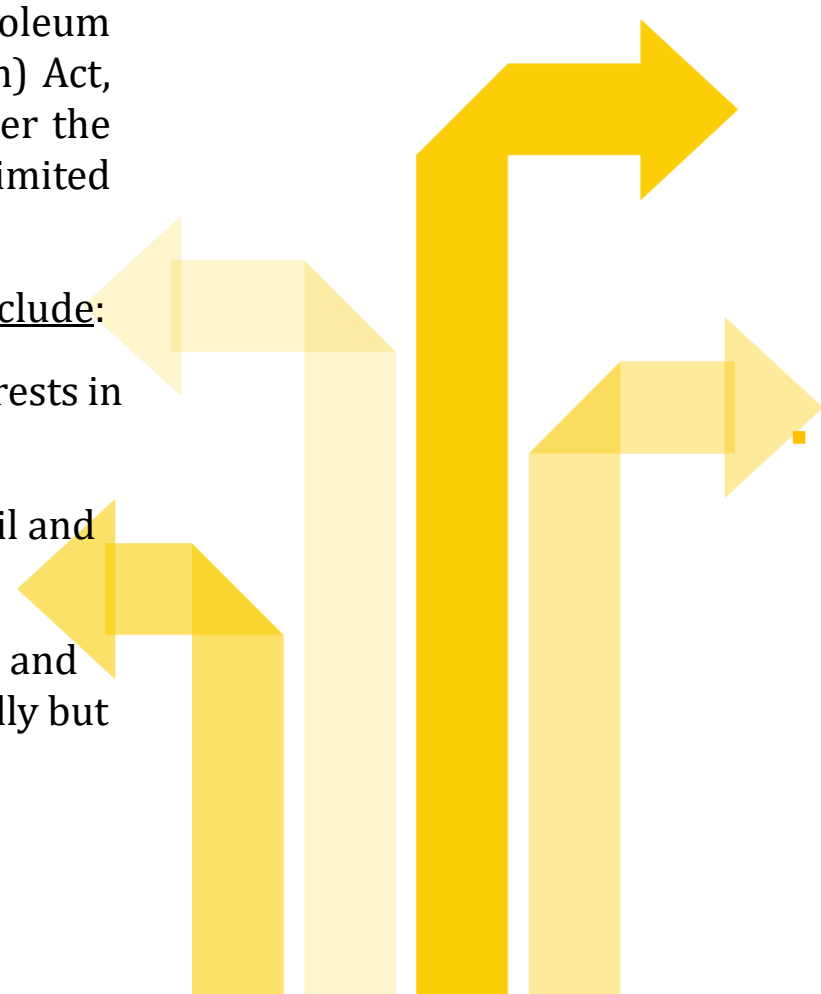 oleum
n) Act,
er the
imited
clude:
rests in
il and
and
lly but